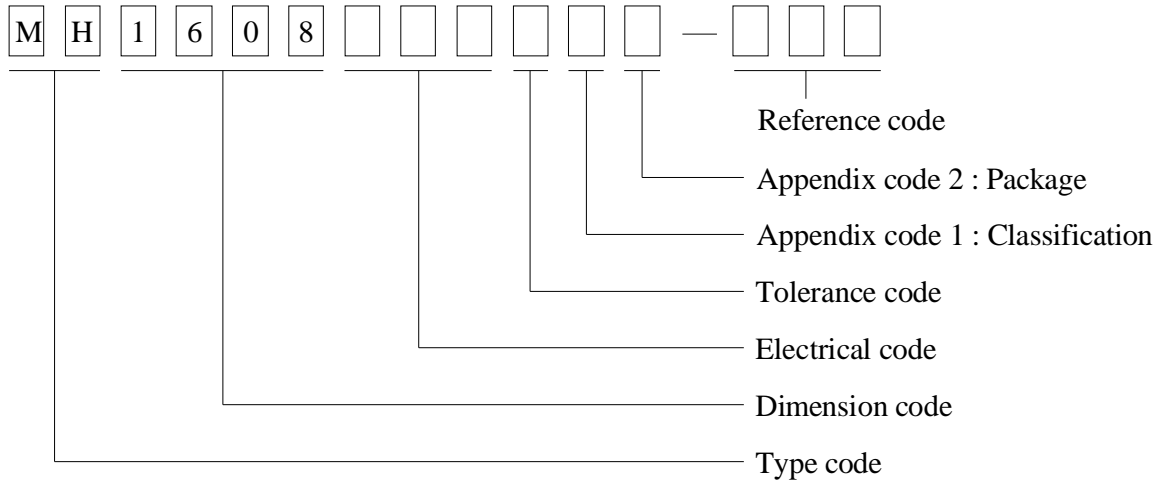 M H 1 6 0 8 —
Reference code
Appendix code 2 : Package
Appendix code 1 : Classification
Tolerance code
Electrical code
Dimension code
Type code